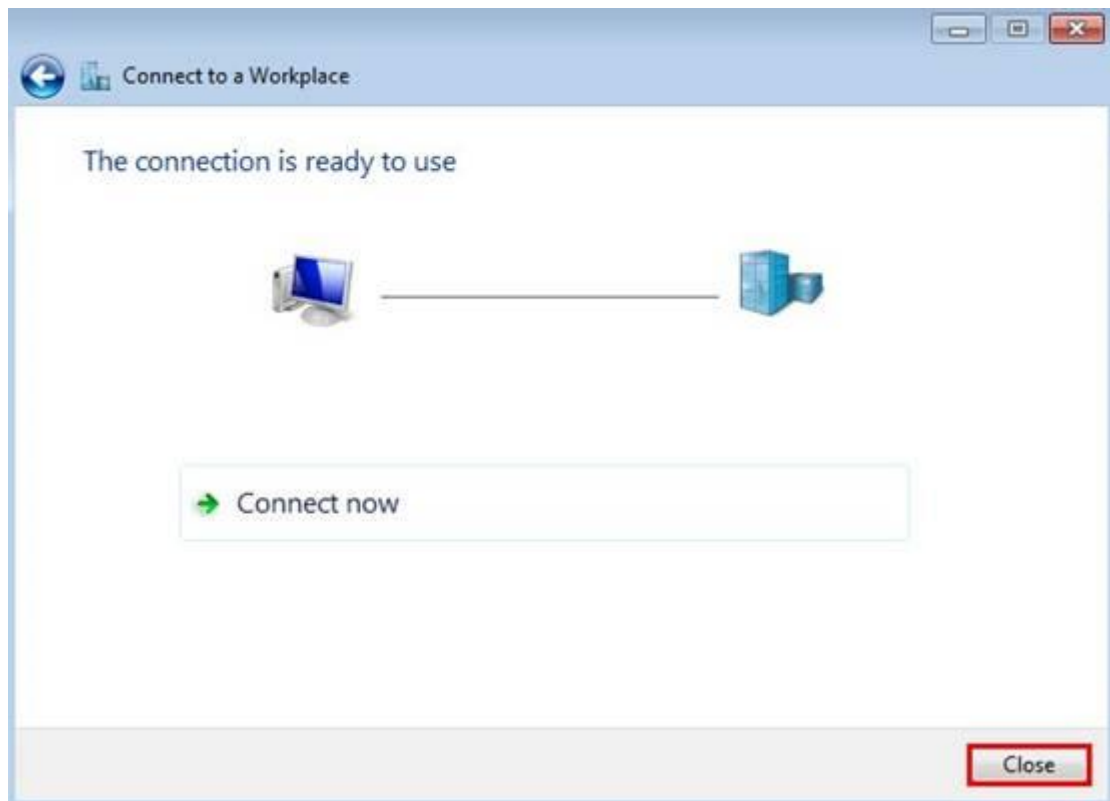 Connect to a Workplace
The connection is ready to use
Connect now
Close